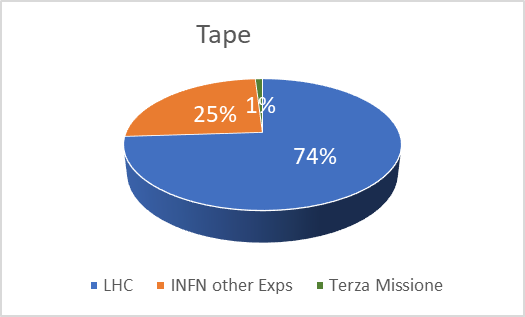 Tape
25% 1%
74%
LHC INFN other Exps Terza Missione